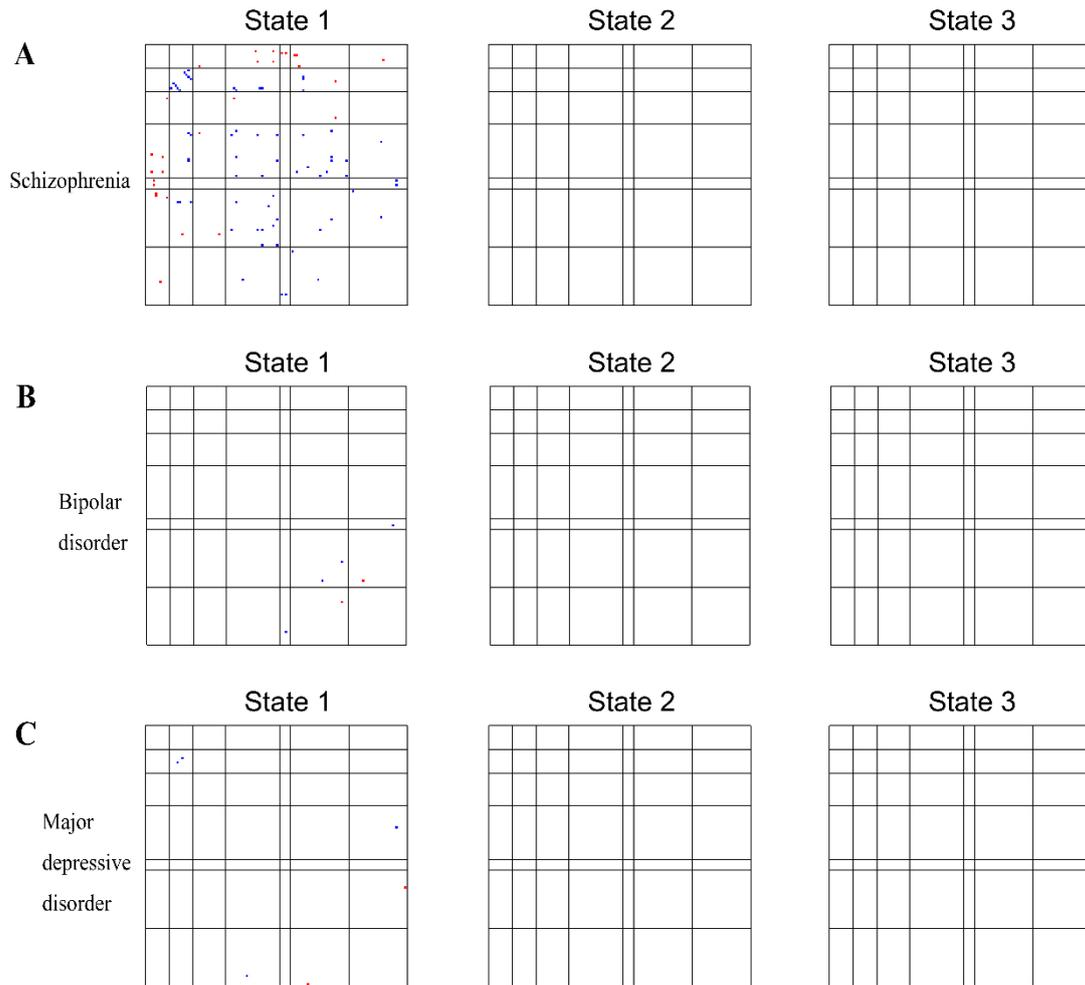 State 1
State 2
State 3
A
Schizophrenia
State 1
State 2
State 3
B
Bipolar
disorder
State 1
State 2
State 3
C
Major
depressive
disorder